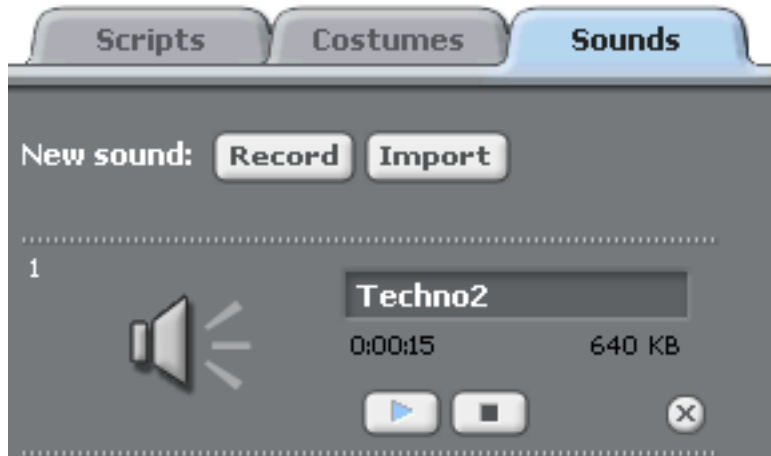 Scripts Costumes Sounds
New sound: Record Import
1
Techno2
0:00:15 640 KB